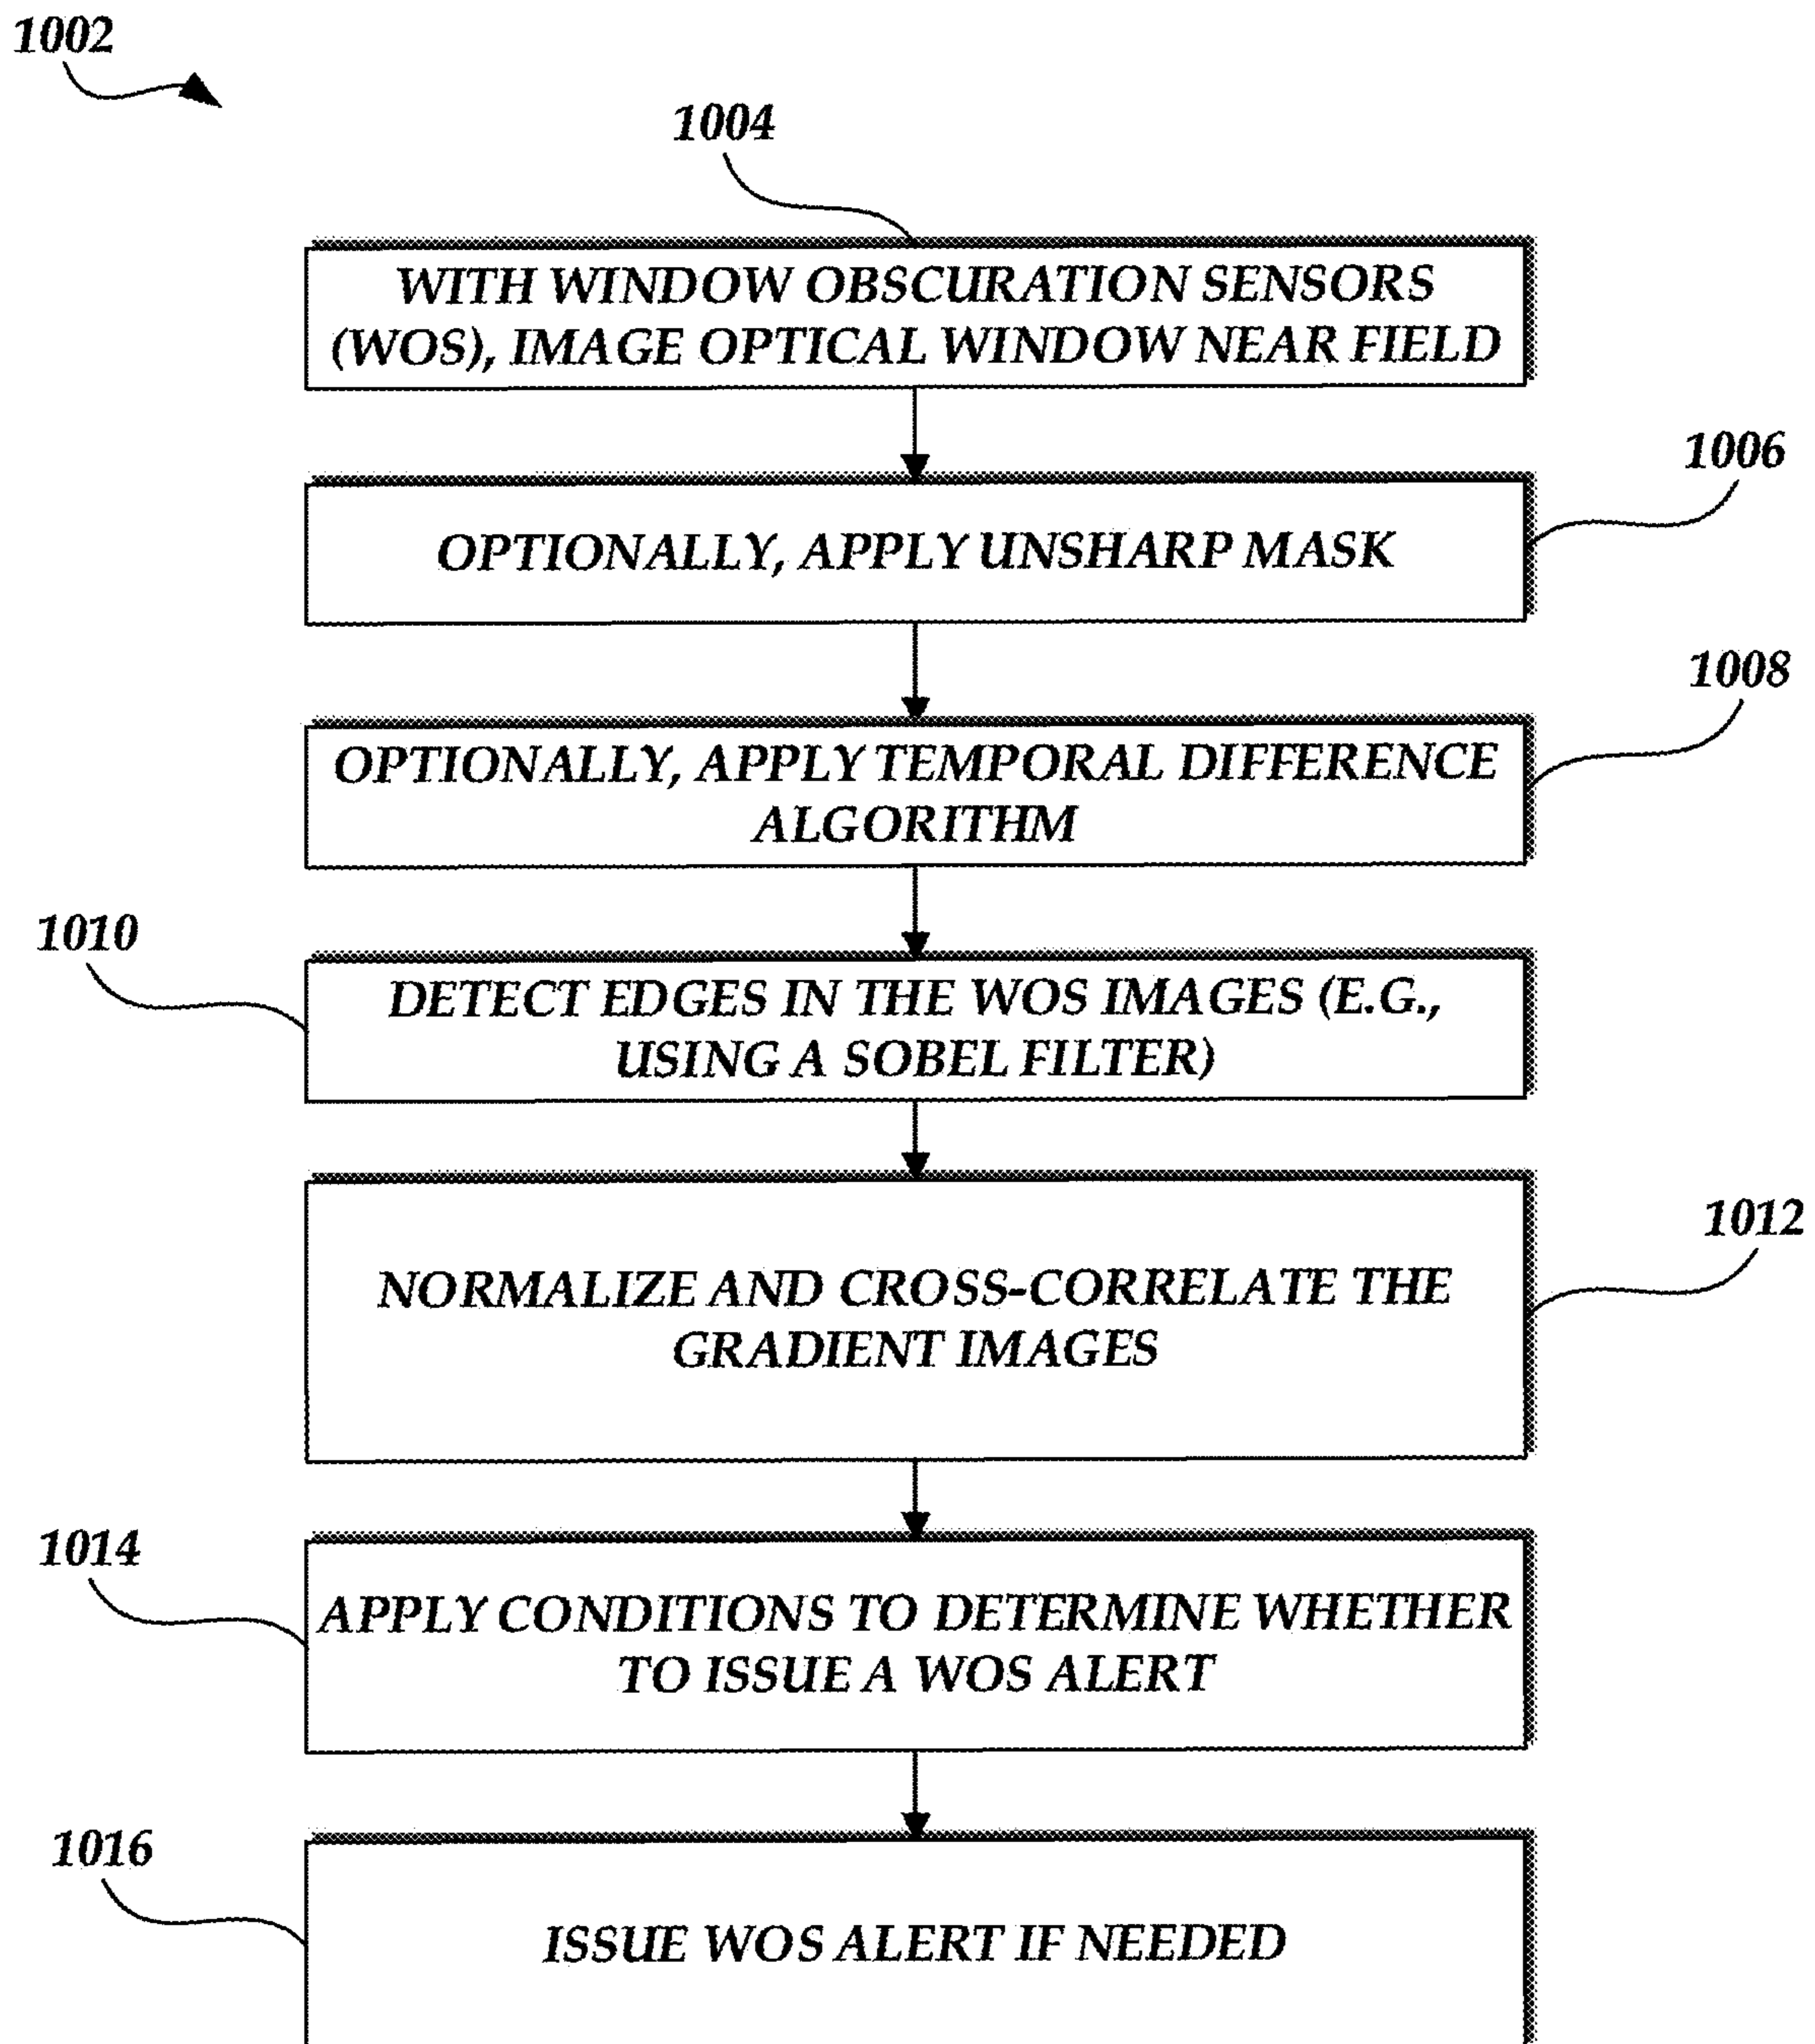 1002
1004
WITH WINDOW OBSCURATION SENSORS
(WOS), IMAGE OPTICAL WINDOW NEAR FIELD
1006
OPTIONALLY, APPLY UNSHARP MASK
1008
OPTIONALLY, APPLY TEMPORAL DIFFERENCE
ALGORITHM
1010
DETECT EDGES IN THE WOS IMAGES (E.G.,
USING A SOBEL FILTER)
1012
NORMALIZE AND CROSS-CORRELATE THE
GRADIENT IMAGES
1014
APPLY CONDITIONS TO DETERMINE WHETHER
TO ISSUE A WOS ALERT
1016
ISSUE WOS ALERT IF NEEDED